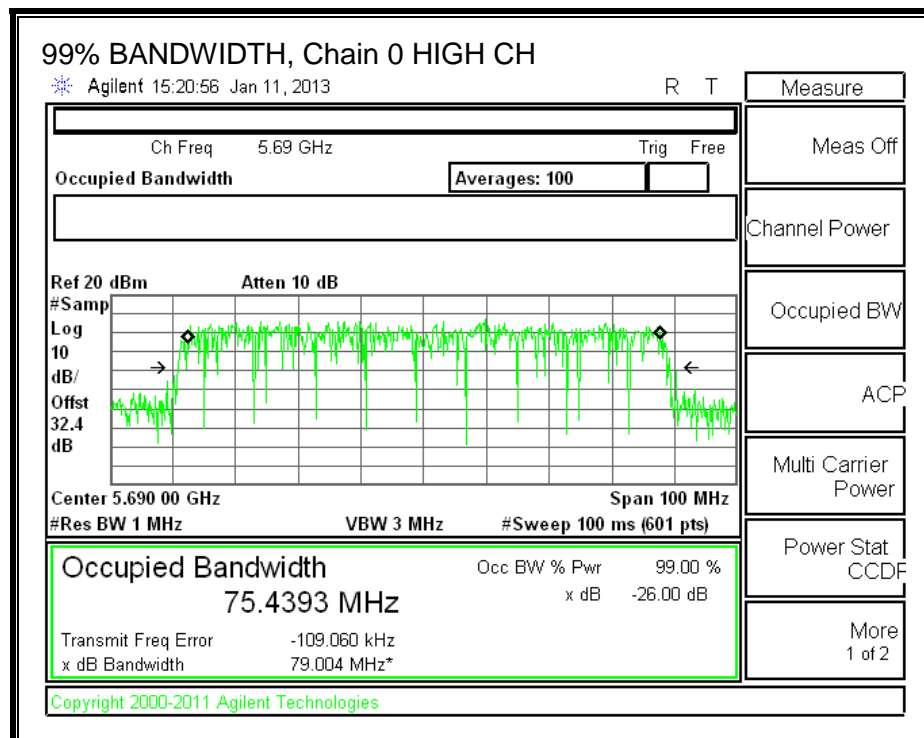 99% BANDWIDTH, Chain 0 HIGH CH
Agilent 15:20:56 Jan 11, 2013 R T
Measure
Ch Freq 5.69 GHz Trig Free
Meas Off
Occupied Bandwidth Averages: 100
Channel Power
Ref 20 dBm Atten 10 dB
#Samp
Log
10
dB/
Offst
32.4
dB
Occupied BW
ACP
Multi Carrier
Power
Center 5.690 00 GHz Span 100 MHz
#Res BW 1 MHz VBW 3 MHz #Sweep 100 ms (601 pts)
Power Stat
CCDF
Occupied Bandwidth Occ BW % Pwr 99.00 %
75.4393 MHz x dB -26.00 dB
Transmit Freq Error -109.060 kHz
x dB Bandwidth 79.004 MHz*
More
1 of 2
Copyright 2000-2011 Agilent Technologies